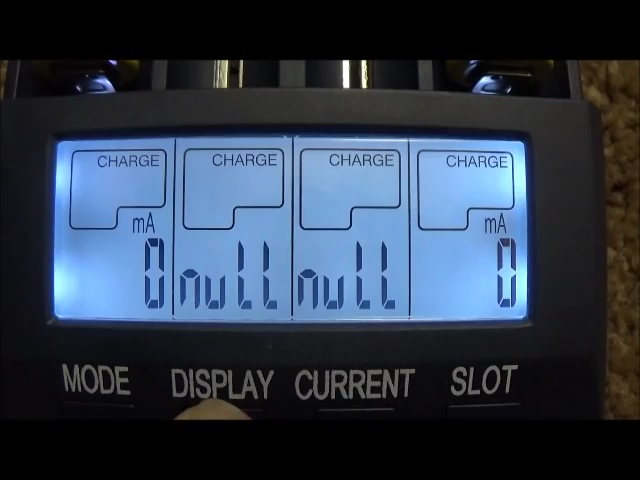 CHARGE CHARGE CHARGE CHARGE
mA mA
0 null null 0
MODE DISPLAY CURRENT SLOT